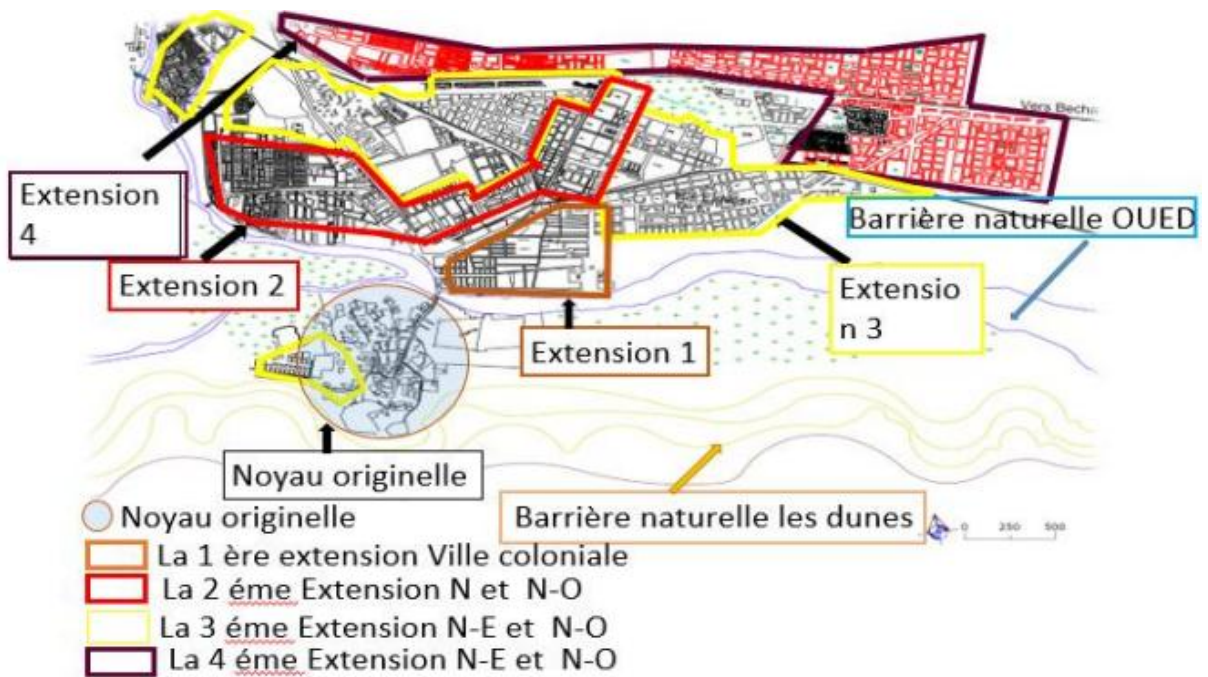 Vers Becha
Extension
4
Barrière naturelle OUED
Extension 2
Extensio
n 3
Extension 1
Noyau originelle
Barrière naturelle les dunes
0 250 500
Noyau originelle
La 1 ère extension Ville coloniale
La 2 éme Extension N et N-O
La 3 éme Extension N-E et N-O
La 4 éme Extension N-E et N-O